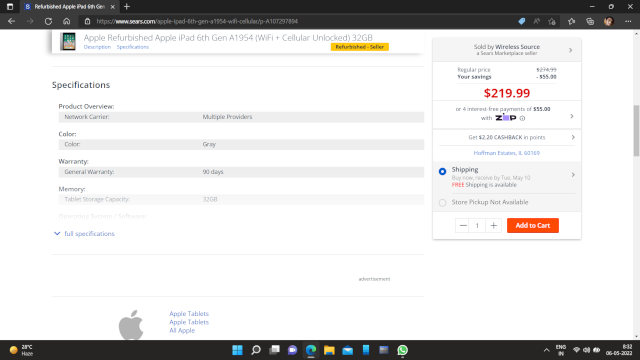 Refurbished Apple iPad 6th Gen
https://www.sears.com/apple-ipad-6th-gen-a1954-wifi-cellular/p-A107297894
Apple Refurbished Apple iPad 6th Gen A1954 (WiFi + Cellular Unlocked) 32GB
Description Specifications
Refurbished - Seller
Specifications
Product Overview:
Network Carrier: Multiple Providers
Color:
Color: Gray
Warranty:
General Warranty: 90 days
Memory:
Tablet Storage Capacity: 32GB
full specifications
advertisement
Apple Tablets
Apple Tablets
All Apple
Sold by Wireless Source
a Sears Marketplace seller
Regular price $274.99
Your savings - $55.00
$219.99
or 4 interest-free payments of $55.00
with ZIP
Get $2.20 CASHBACK in points
Hoffman Estates, IL 60169
Shipping
Buy now, receive by Tue, May 10
FREE Shipping is available
Store Pickup Not Available
1
Add to Cart
28°C
Haze
ENG
IN
8:32
06-05-2022